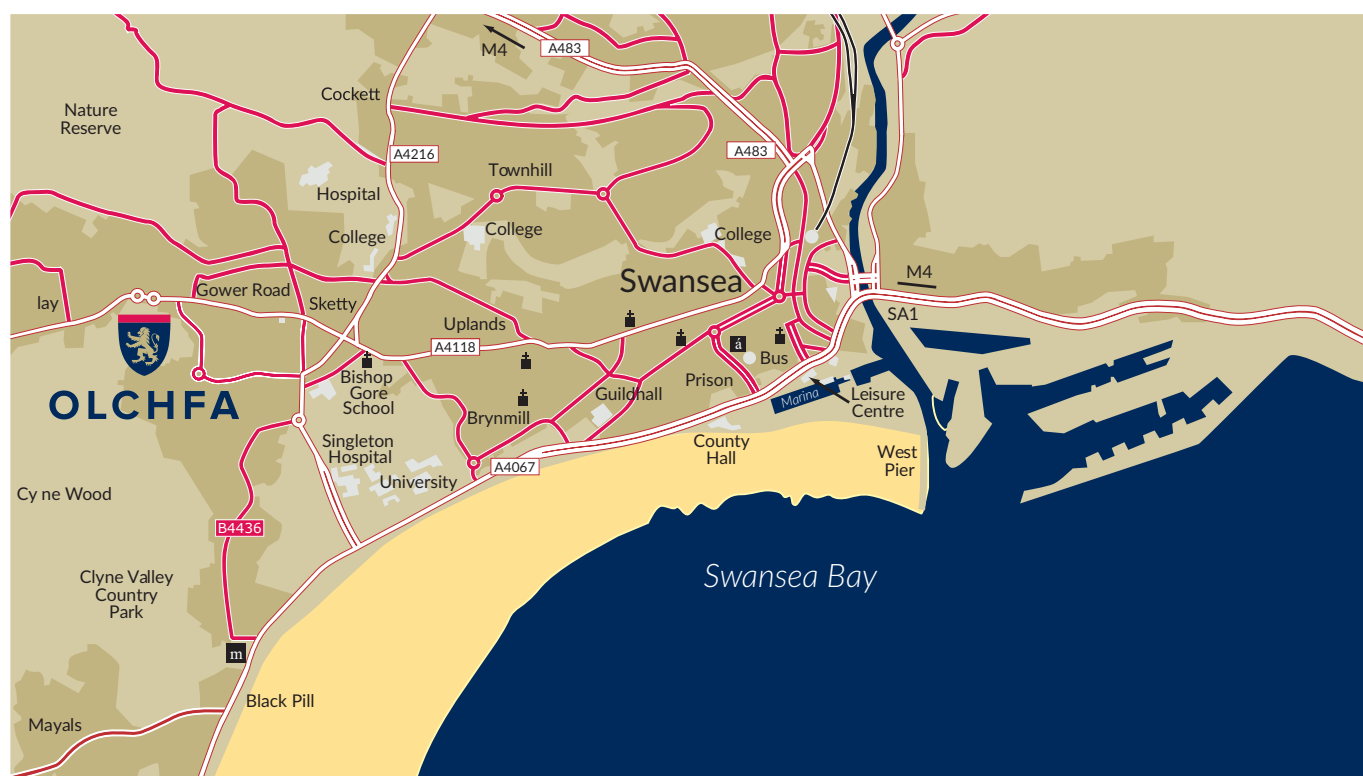 M4
A483
Cockett
Nature
Reserve
A4216
A483
Townhill
Hospital
College
College
College
Swansea
M4
Gower Road
Sketty
lay
SA1
Uplands
A4118
á
Bus
Bishop
Gore
School
Prison
Guildhall
Marina
Leisure
Centre
OLCHFA
Brynmill
Singleton
Hospital
County
Hall
West
Pier
A4067
University
Cy ne Wood
B4436
Clyne Valley
Country
Park
Swansea Bay
m
Black Pill
Mayals